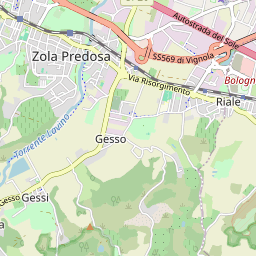 Autostrada del Sole
SS569 di Vignola
Zola Predosa
Via Risorgimento
Bologn
Riale
Torrente Lavino
Gesso
Gesso
Gessi
a